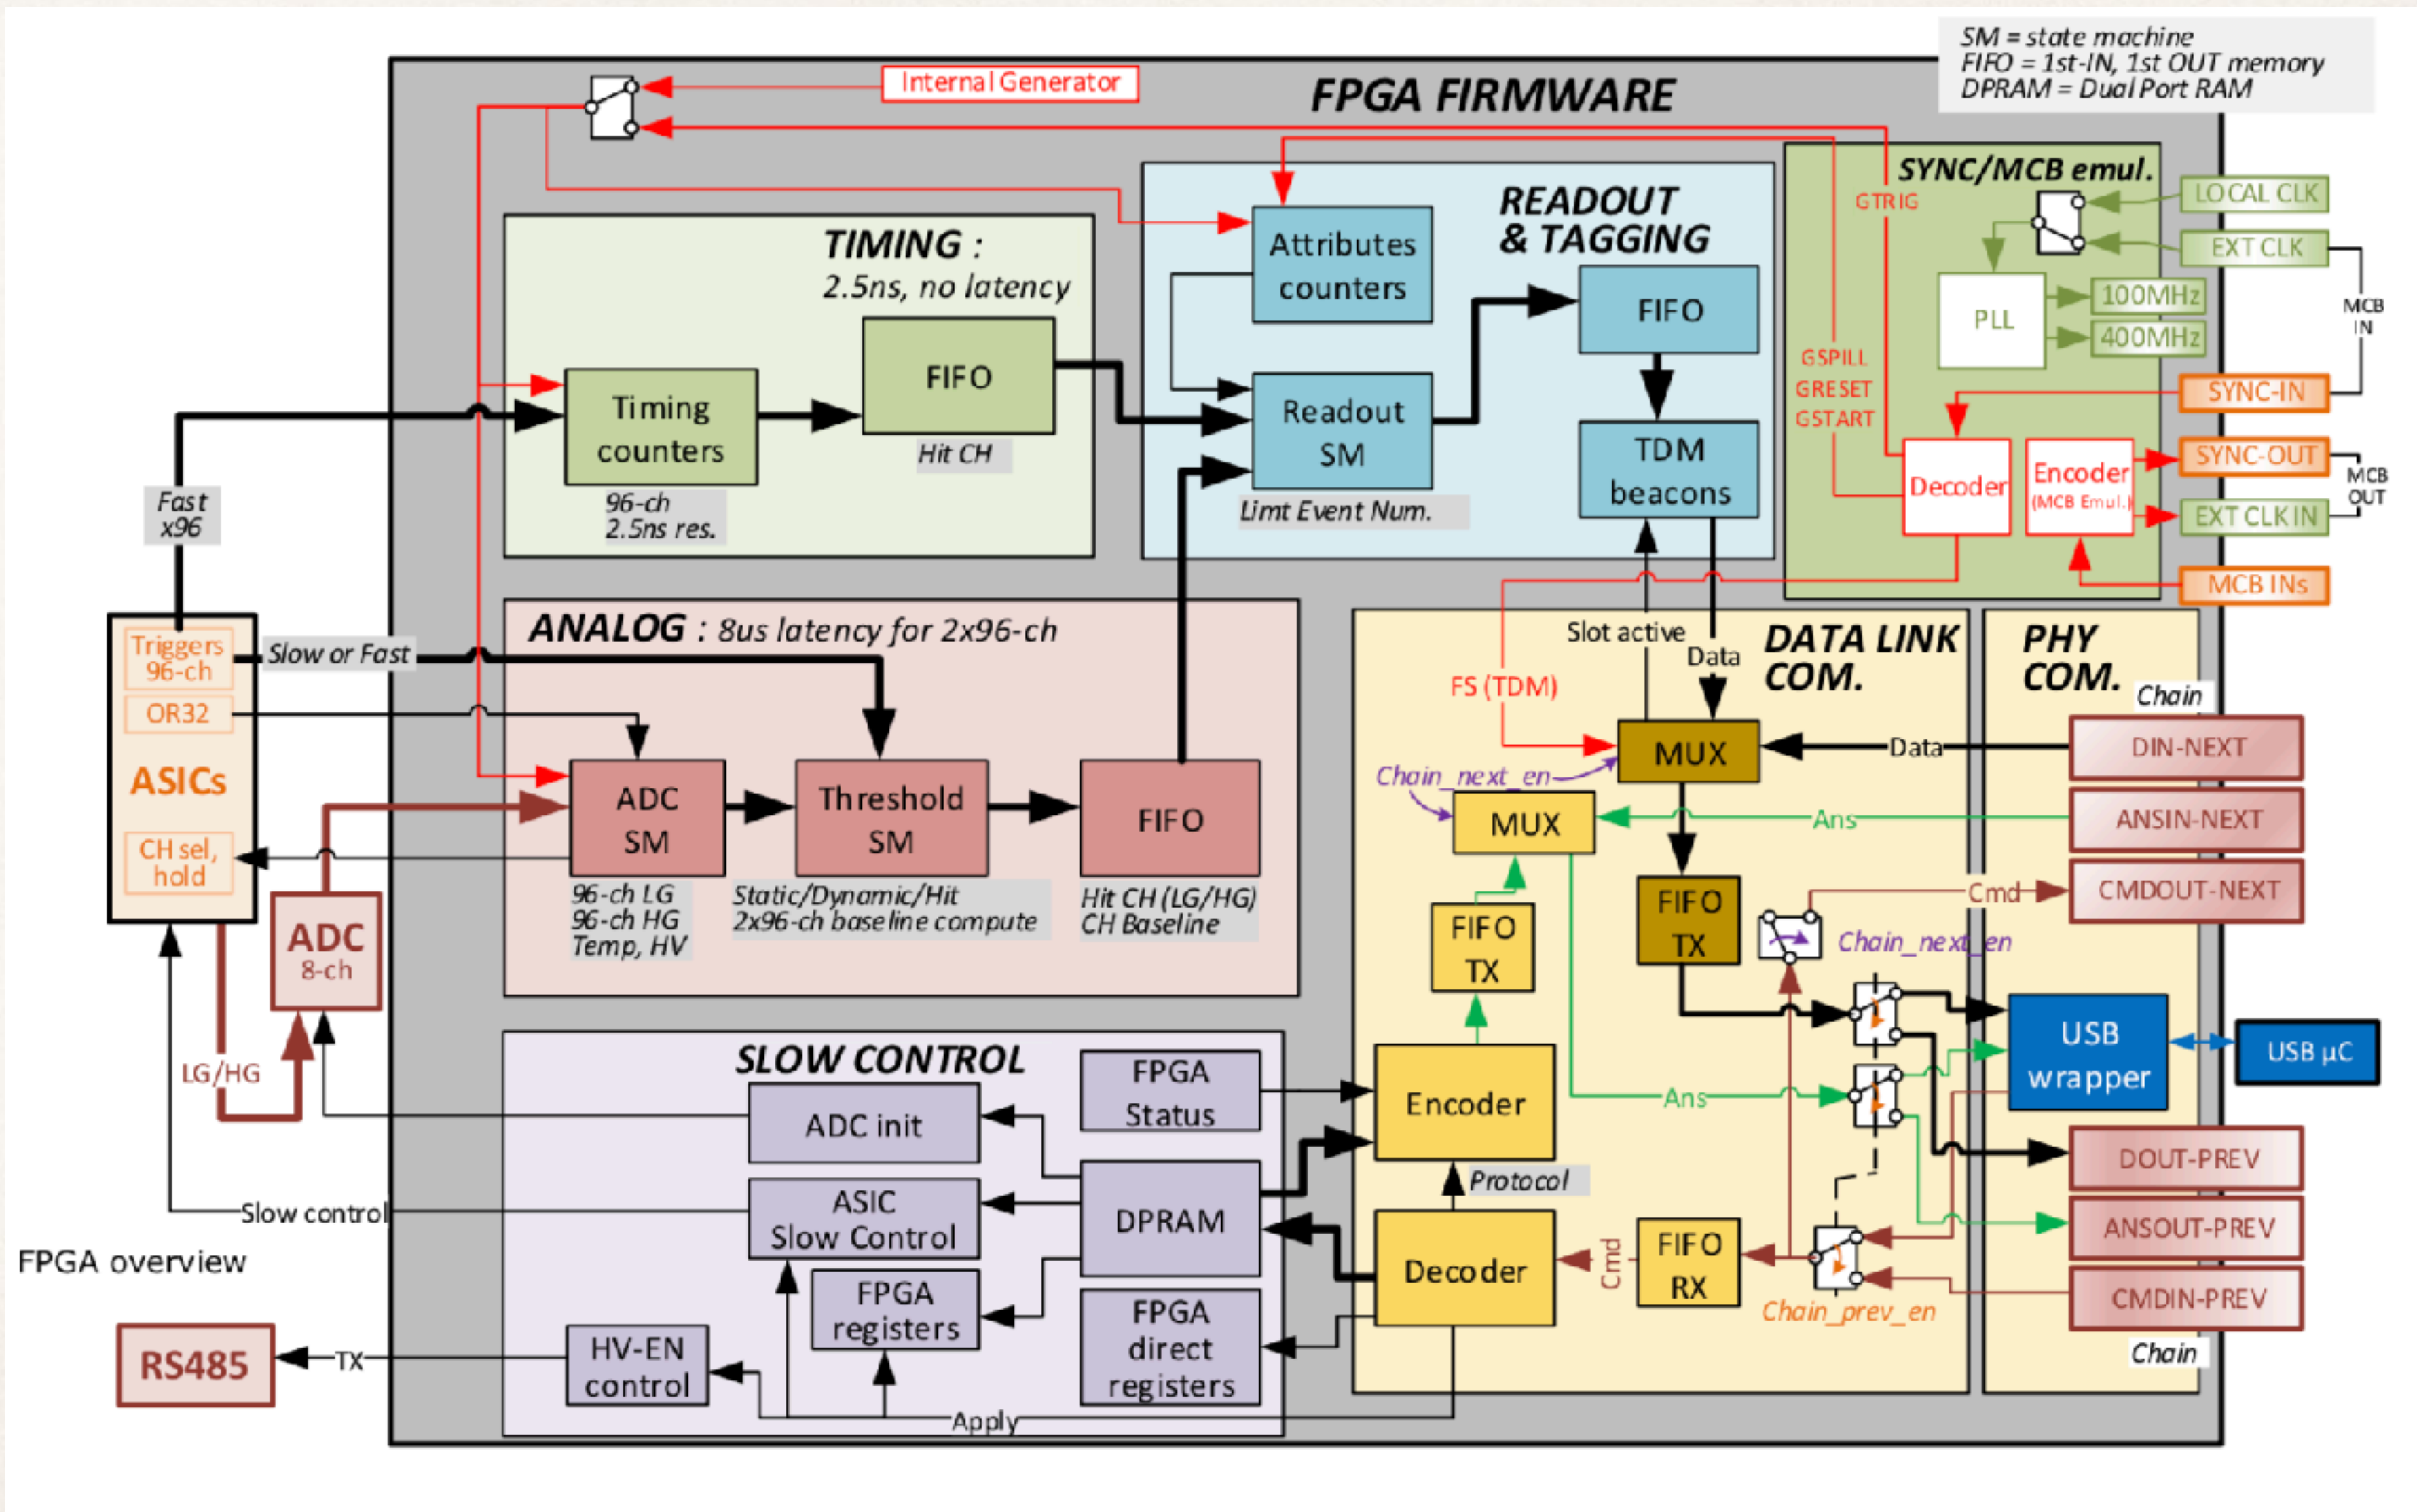 SM = state machine
FIFO = 1st-IN, 1st OUT memory
DPRAM = Dual Port RAM
FPGA FIRMWARE
Internal Generator
TIMING :
2.5ns, no latency
Timing
counters
96-ch
2.5ns res.
FIFO
Hit CH
READOUT
& TAGGING
Attributes
counters
Readout
SM
Limt Event Num.
FIFO
TDM
beacons
SYNC/MCB emul.
GTRIG
GSPILL
GRESET
GSTART
PLL
100MHz
400MHz
Decoder
Encoder
(MCB Emul.)
LOCAL CLK
EXT CLK
MCB
IN
SYNC-IN
SYNC-OUT
MCB
OUT
EXT CLK IN
MCB INs
Fast
x96
Triggers
96-ch
Slow or Fast
OR32
ASICs
CH sel,
hold
ADC
8-ch
LG/HG
ANALOG : 8us latency for 2x96-ch
ADC
SM
96-ch LG
96-ch HG
Temp, HV
Threshold
SM
Static/Dynamic/Hit
2x96-ch baseline compute
FIFO
Hit CH (LG/HG)
CH Baseline
DATA LINK
COM.
Slot active
Data
FS (TDM)
MUX
Chain_next_en
MUX
Data
Ans
FIFO
TX
FIFO
TX
Cmd
Chain_next_en
Encoder
Ans
Protocol
Decoder
Cmd
FIFO
RX
Chain_prev_en
PHY
COM.
Chain
DIN-NEXT
ANSIN-NEXT
CMDOUT-NEXT
USB
wrapper
USB µC
DOUT-PREV
ANSOUT-PREV
CMDIN-PREV
Chain
SLOW CONTROL
FPGA
Status
ADC init
ASIC
Slow Control
DPRAM
FPGA
registers
FPGA
direct
registers
HV-EN
control
Apply
Slow control
FPGA overview
RS485
TX